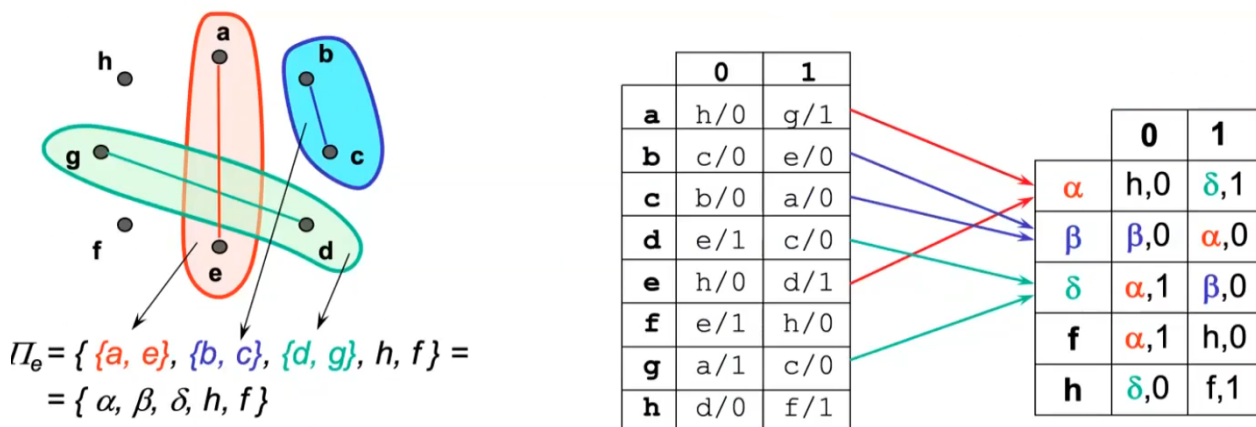 a
b
h
g
c
f
d
e
Π_e = { {a, e}, {b, c}, {d, g}, h, f } =
= { α, β, δ, h, f }
0 1
a h/0 g/1
b c/0 e/0
c b/0 a/0
d e/1 c/0
e h/0 d/1
f e/1 h/0
g a/1 c/0
h d/0 f/1
0 1
α h,0 δ,1
β β,0 α,0
δ α,1 β,0
f α,1 h,0
h δ,0 f,1